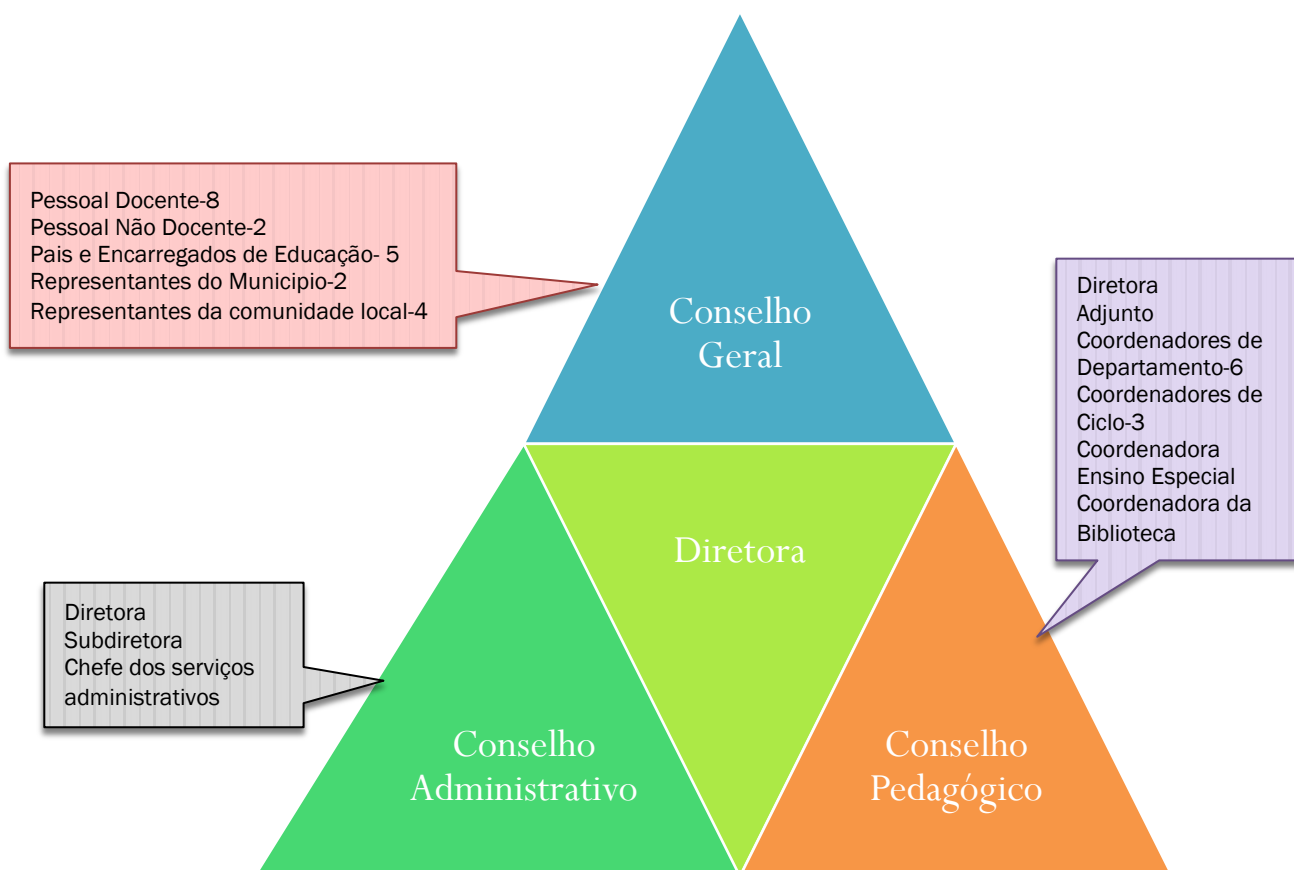 Pessoal Docente-8
Pessoal Não Docente-2
Pais e Encarregados de Educação- 5
Representantes do Municipio-2
Representantes da comunidade local-4
Conselho
Geral
Diretora
Adjunto
Coordenadores de
Departamento-6
Coordenadores de
Ciclo-3
Coordenadora
Ensino Especial
Coordenadora da
Biblioteca
Diretora
Diretora
Subdiretora
Chefe dos serviços
administrativos
Conselho
Administrativo
Conselho
Pedagógico